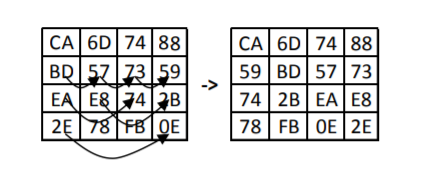 CA 6D 74 88 CA 6D 74 88
BD 57 73 59 59 BD 57 73
->
EA E8 74 2B 74 2B EA E8
2E 78 FB 0E 78 FB 0E 2E